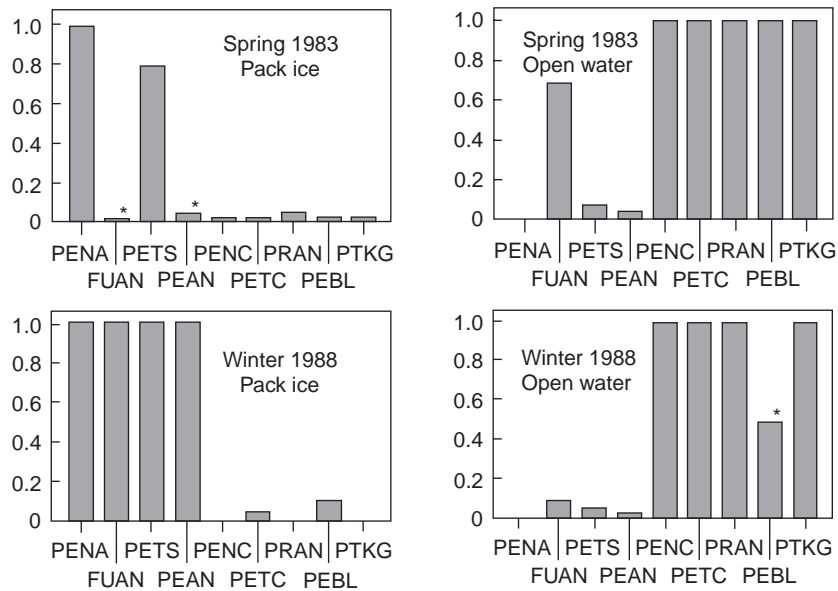 1.0
0.8
0.6
0.4
0.2
0
Spring 1983
Pack ice
*
*
PENA PETS PENC PRAN PTKG
FUAN PEAN PETC PEBL
1.0
0.8
0.6
0.4
0.2
0
Spring 1983
Open water
PENA PETS PENC PRAN PTKG
FUAN PEAN PETC PEBL
1.0
0.8
0.6
0.4
0.2
0
Winter 1988
Pack ice
PENA PETS PENC PRAN PTKG
FUAN PEAN PETC PEBL
1.0
0.8
0.6
0.4
0.2
0
Winter 1988
Open water
*
PENA PETS PENC PRAN PTKG
FUAN PEAN PETC PEBL